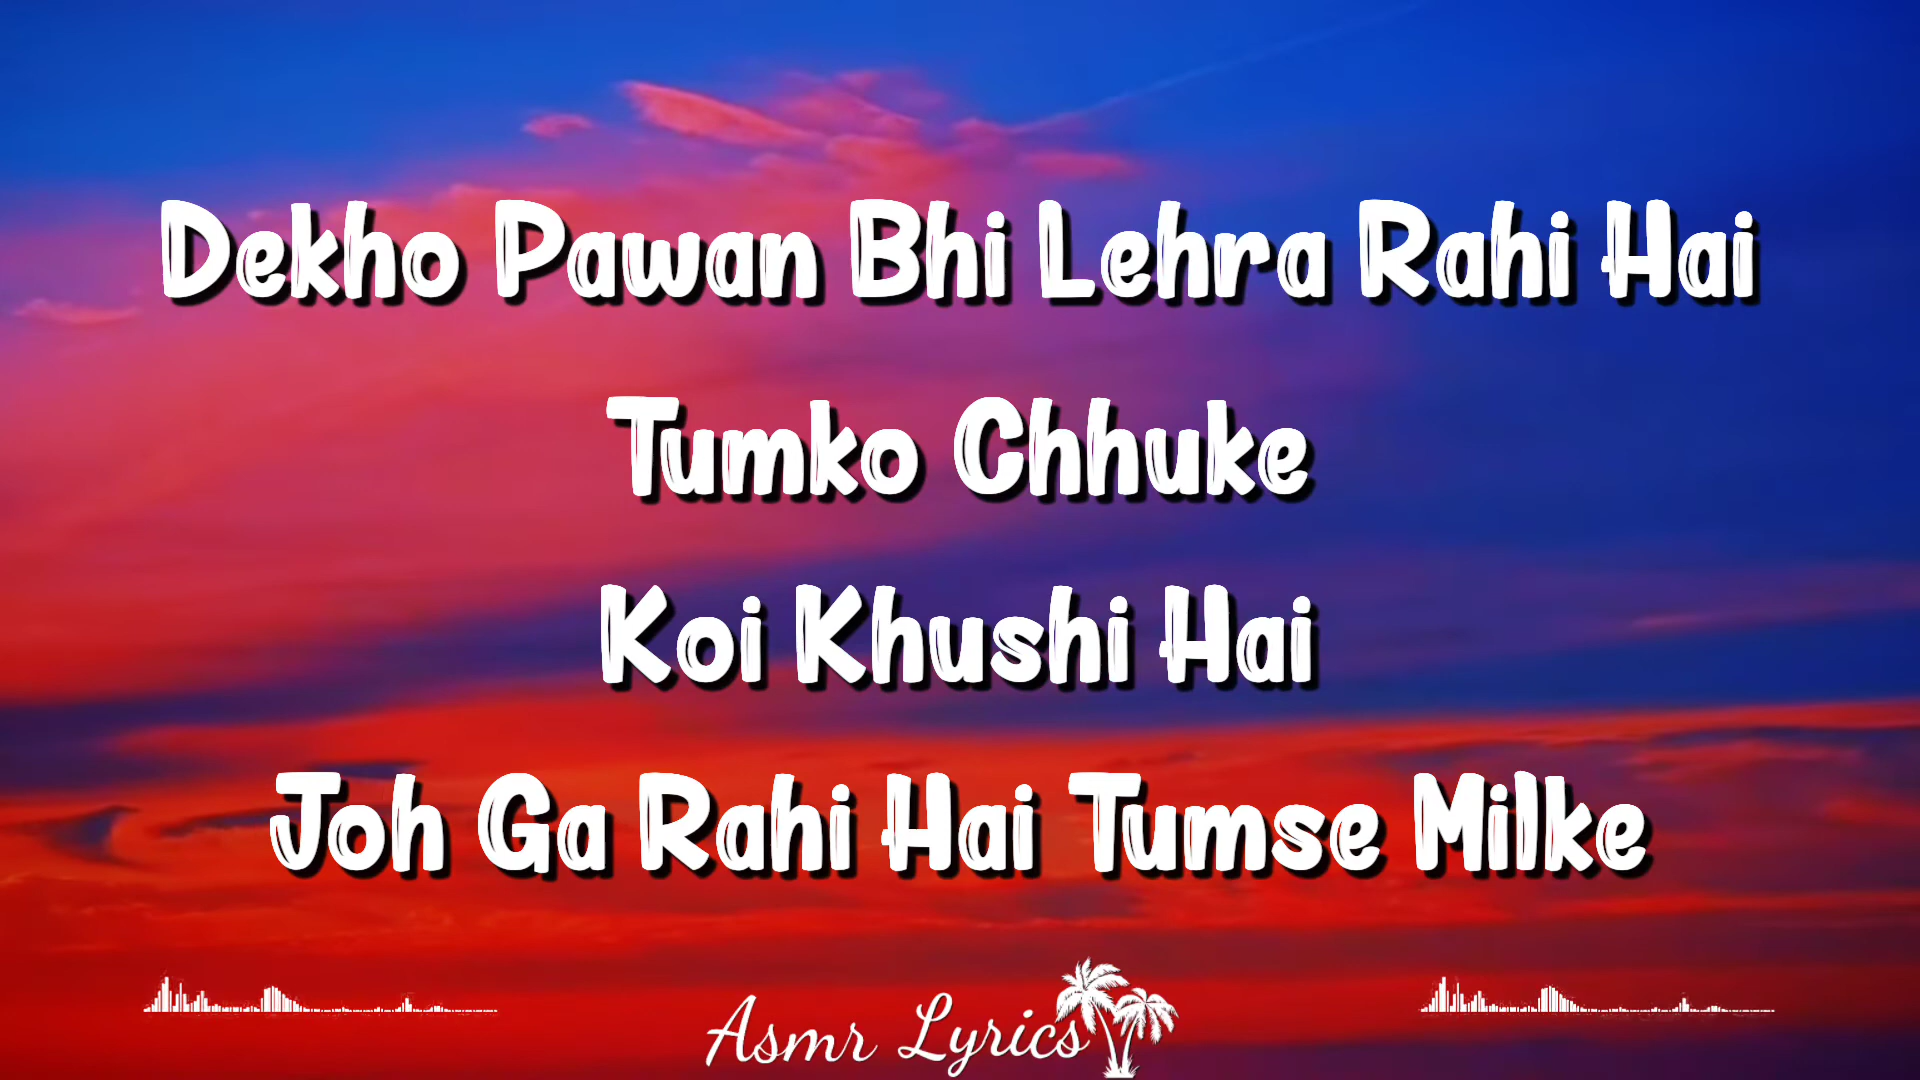 Dekho Pawan Bhi Lehra Rahi Hai
Tumko Chhuke
Koi Khushi Hai
Joh Ga Rahi Hai Tumse Milke
Asmr Lyrics